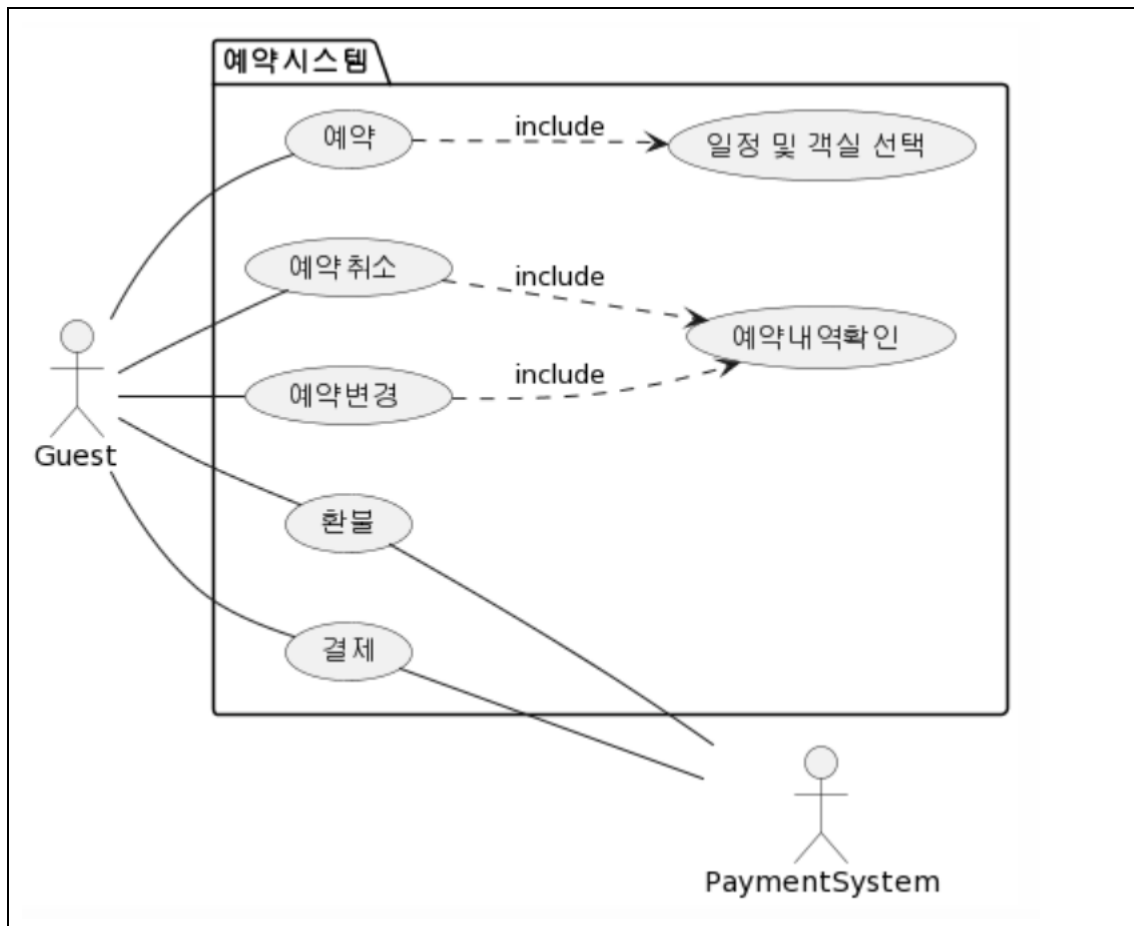 예약시스템
예약
include
일정 및 객실 선택
예약취소
include
예약내역확인
예약변경
include
Guest
환불
결제
PaymentSystem